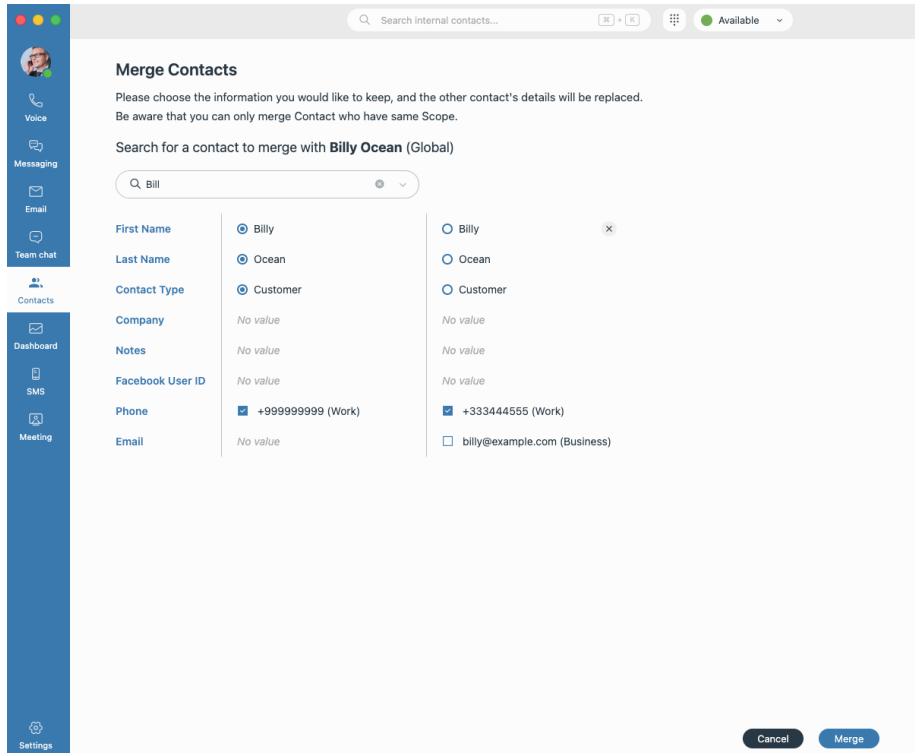 Search internal contacts...
⌘ + K
Available
Voice
Messaging
Email
Team chat
Contacts
Dashboard
SMS
Meeting
Settings
Merge Contacts
Please choose the information you would like to keep, and the other contact's details will be replaced.
Be aware that you can only merge Contact who have same Scope.
Search for a contact to merge with Billy Ocean (Global)
Bill
First Name Billy Billy
Last Name Ocean Ocean
Contact Type Customer Customer
Company No value No value
Notes No value No value
Facebook User ID No value No value
Phone +999999999 (Work) +333444555 (Work)
Email No value billy@example.com (Business)
Cancel Merge